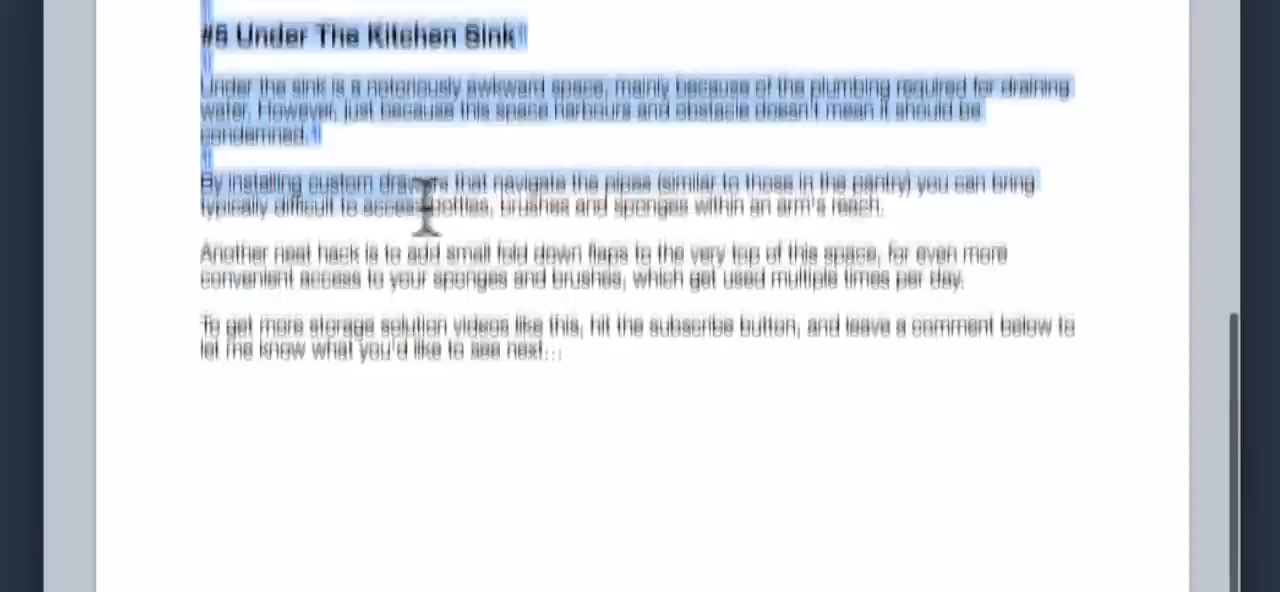 #5 Under The Kitchen Sink
Under the sink is a notoriously awkward space, mainly because of the plumbing required for draining
water. However, just because this space harbours and obstacle doesn't mean it should be
condemned.
By installing custom drawers that navigate the pipes (similar to those in the pantry) you can bring
typically difficult to access bottles, brushes and sponges within an arm's reach.
Another neat hack is to add small fold down flaps to the very top of this space, for even more
convenient access to your sponges and brushes, which get used multiple times per day.
To get more storage solution videos like this, hit the subscribe button, and leave a comment below to
let me know what you'd like to see next...